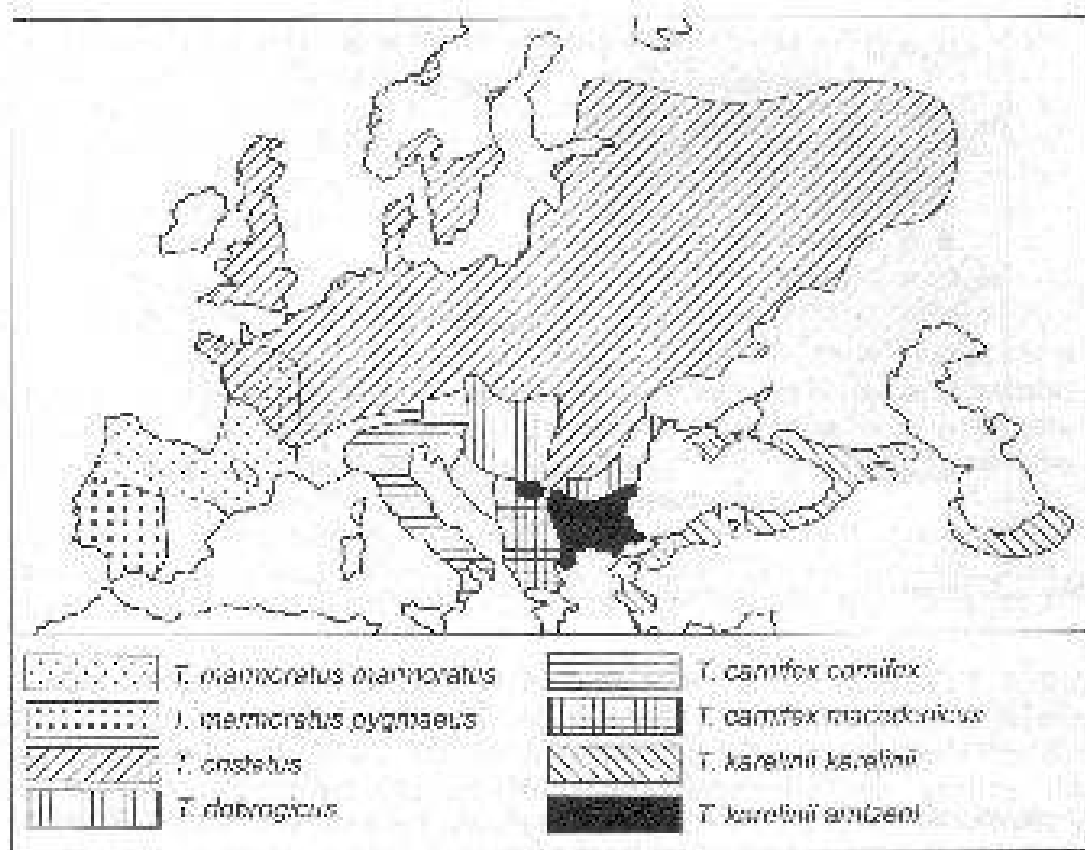 T. marmoratus marmoratus
T. marmoratus pygmaeus
T. cristatus
T. dobrogicus
T. carnifex carnifex
T. carnifex macedonicus
T. karelinii karelinii
T. karelinii arntzeni